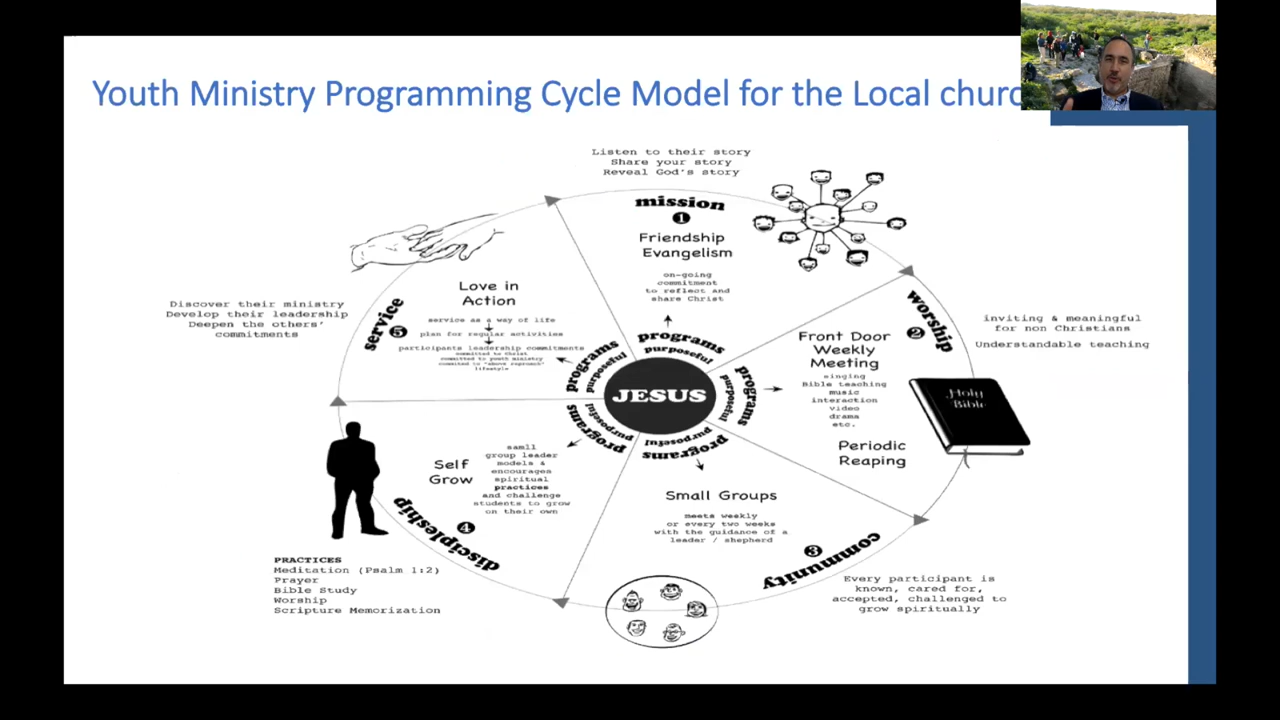 Youth Ministry Programming Cycle Model for the Local churc
Listen to their story
Share your story
Reveal God's story
mission
1
Friendship
Evangelism
on-going
commitment
to reflect and
share Christ
programs
purposeful
worship
2
inviting & meaningful
for non Christians
Understandable teaching
Front Door
Weekly
Meeting
singing
Bible teaching
music
interaction
video
drama
etc.
Periodic
Reaping
programs
purposeful
Holy
Bible
community
3
Every participant is
known, cared for,
accepted, challenged to
grow spiritually
Small Groups
meets weekly
or every two weeks
with the guidance of a
leader / shepherd
programs
purposeful
discipleship
4
Self
Grow
samll
group leader
models &
encourages
spiritual
practices
and challenge
students to grow
on their own
programs
purposeful
PRACTICES
Meditation (Psalm 1:2)
Prayer
Bible Study
Worship
Scripture Memorization
service
5
Discover their ministry
Develop their leadership
Deepen the others'
commitments
Love in
Action
service as a way of life
plan for regular activities
participants leadership commitments
committed to Christ
committed to youth ministry
commited to "above reproach"
lifestyle
programs
purposeful
JESUS